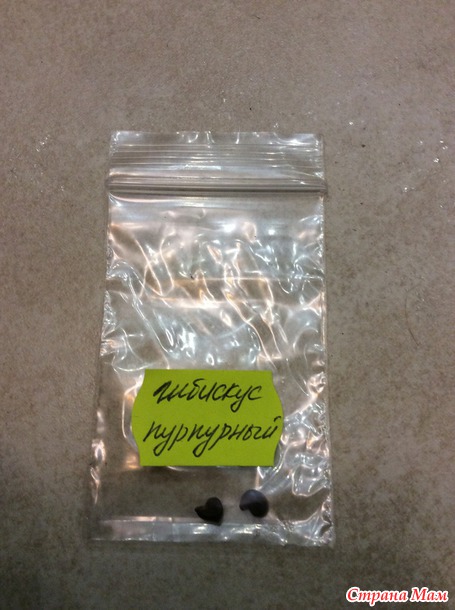 гибискус
пурпурный
Страна Мам